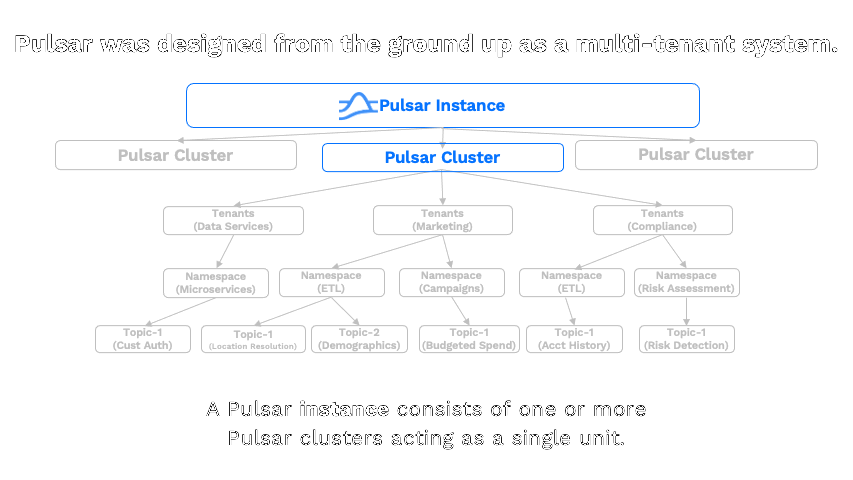 Pulsar was designed from the ground up as a multi-tenant system.
Pulsar Instance
Pulsar Cluster
Pulsar Cluster
Pulsar Cluster
Tenants
(Data Services)
Tenants
(Marketing)
Tenants
(Compliance)
Namespace
(Microservices)
Namespace
(ETL)
Namespace
(Campaigns)
Namespace
(ETL)
Namespace
(Risk Assessment)
Topic-1
(Cust Auth)
Topic-1
(Location Resolution)
Topic-2
(Demographics)
Topic-1
(Budgeted Spend)
Topic-1
(Acct History)
Topic-1
(Risk Detection)
A Pulsar instance consists of one or more
Pulsar clusters acting as a single unit.